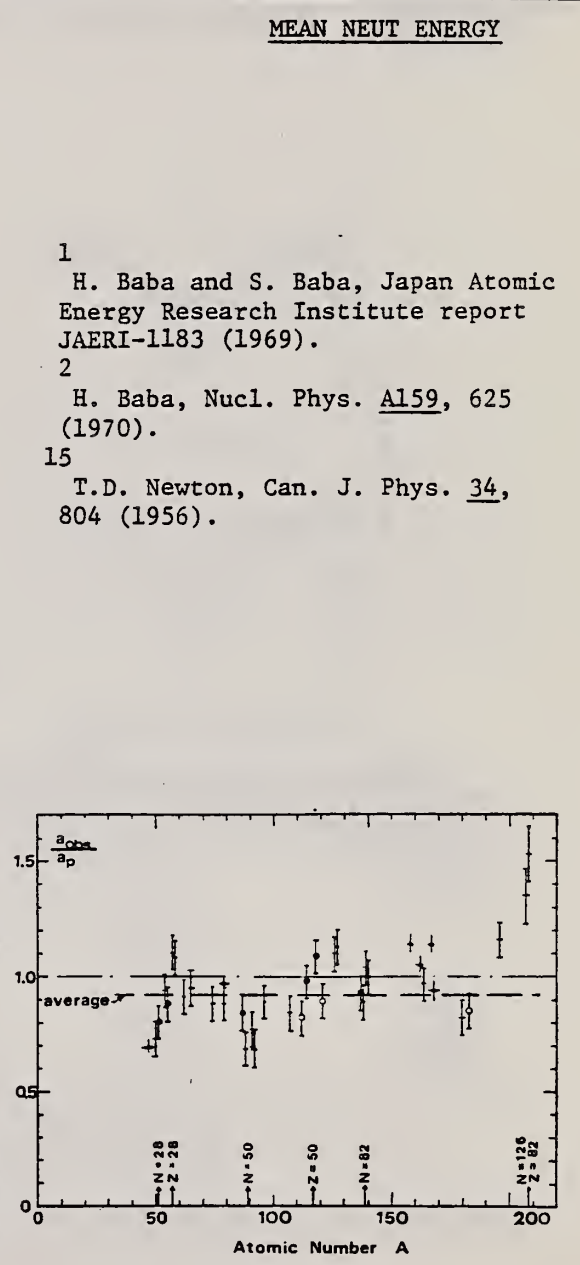 MEAN NEUT ENERGY
1
H. Baba and S. Baba, Japan Atomic
Energy Research Institute report
JAERI-1183 (1969).
2
H. Baba, Nucl. Phys. A159, 625
(1970).
15
T.D. Newton, Can. J. Phys. 34,
804 (1956).
a obs
a p
1.5
1.0
average
0.5
0
N = 28
Z = 28
N = 50
Z = 50
N = 82
N = 126
Z = 82
0 50 100 150 200
Atomic Number A